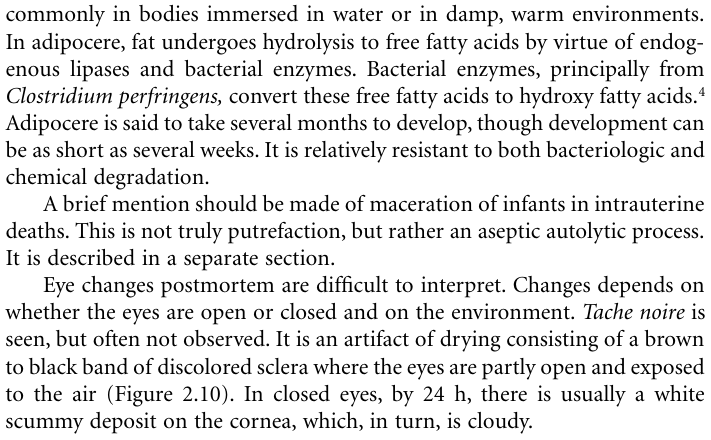 commonly in bodies immersed in water or in damp, warm environments.
In adipocere, fat undergoes hydrolysis to free fatty acids by virtue of endog-
enous lipases and bacterial enzymes. Bacterial enzymes, principally from
Clostridium perfringens, convert these free fatty acids to hydroxy fatty acids.⁴
Adipocere is said to take several months to develop, though development can
be as short as several weeks. It is relatively resistant to both bacteriologic and
chemical degradation.
A brief mention should be made of maceration of infants in intrauterine
deaths. This is not truly putrefaction, but rather an aseptic autolytic process.
It is described in a separate section.
Eye changes postmortem are difficult to interpret. Changes depends on
whether the eyes are open or closed and on the environment. Tache noire is
seen, but often not observed. It is an artifact of drying consisting of a brown
to black band of discolored sclera where the eyes are partly open and exposed
to the air (Figure 2.10). In closed eyes, by 24 h, there is usually a white
scummy deposit on the cornea, which, in turn, is cloudy.